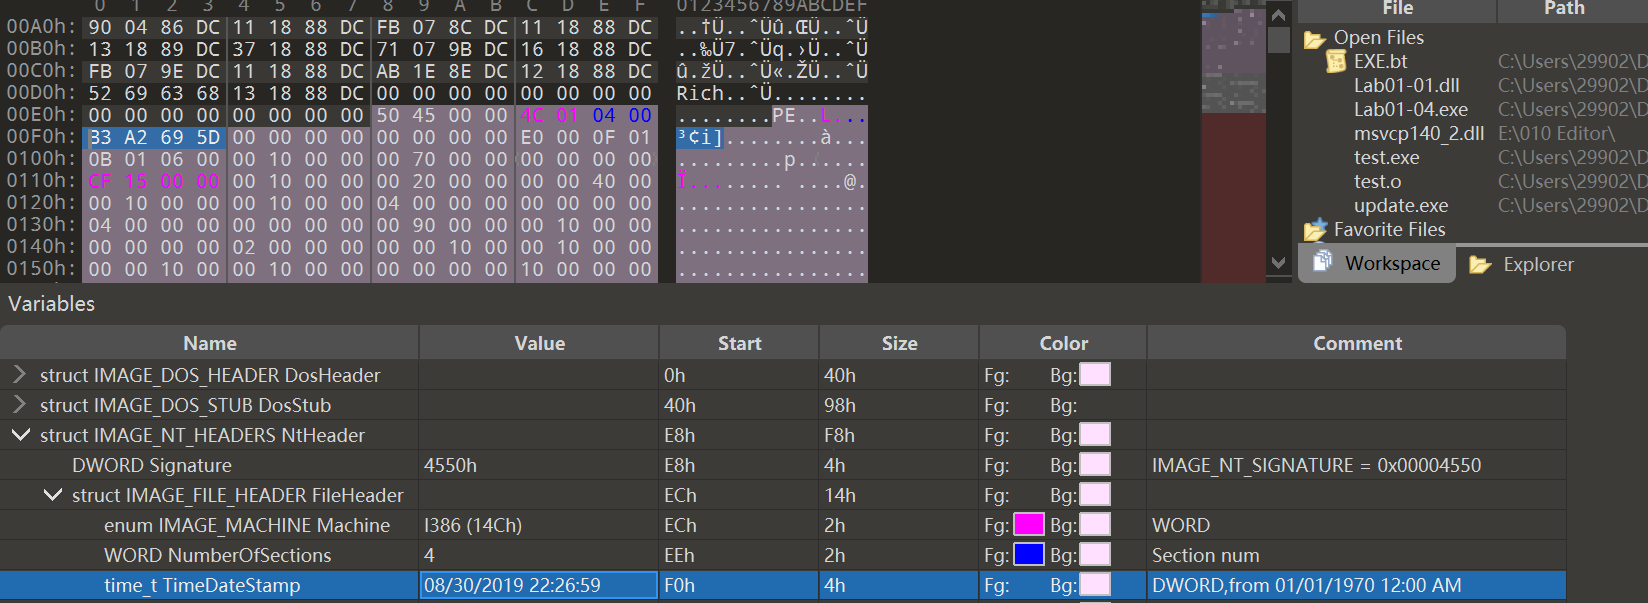 0 1 2 3 4 5 6 7 8 9 A B C D E F 0123456789ABCDEF
00A0h: 90 04 86 DC 11 18 88 DC FB 07 8C DC 11 18 88 DC ..†Ü..ˆÜû.ŒÜ..ˆÜ
00B0h: 13 18 89 DC 37 18 88 DC 71 07 9B DC 16 18 88 DC ..‰Ü7.ˆÜq.›Ü..ˆÜ
00C0h: FB 07 9E DC 11 18 88 DC AB 1E 8E DC 12 18 88 DC û.žÜ..ˆÜ«.ŽÜ..ˆÜ
00D0h: 52 69 63 68 13 18 88 DC 00 00 00 00 00 00 00 00 Rich..ˆÜ........
00E0h: 00 00 00 00 00 00 00 00 50 45 00 00 4C 01 04 00 ........PE..L...
00F0h: B3 A2 69 5D 00 00 00 00 00 00 00 00 E0 00 0F 01 ³¢i]........à...
0100h: 0B 01 06 00 00 10 00 00 00 70 00 00 00 00 00 00 .........p......
0110h: CF 15 00 00 00 10 00 00 00 20 00 00 00 00 40 00 Ï......... ....@.
0120h: 00 10 00 00 00 10 00 00 04 00 00 00 00 00 00 00 ................
0130h: 04 00 00 00 00 00 00 00 00 90 00 00 00 10 00 00 ................
0140h: 00 00 00 00 02 00 00 00 00 00 10 00 00 10 00 00 ................
0150h: 00 00 10 00 00 10 00 00 00 00 00 00 10 00 00 00 ................
File Path
Open Files
EXE.bt C:\Users\29902\D
Lab01-01.dll C:\Users\29902\D
Lab01-04.exe C:\Users\29902\D
msvcp140_2.dll E:\010 Editor\
test.exe C:\Users\29902\D
test.o C:\Users\29902\D
update.exe C:\Users\29902\D
Favorite Files
Workspace Explorer
Variables
Name Value Start Size Color Comment
struct IMAGE_DOS_HEADER DosHeader 0h 40h Fg: Bg:
struct IMAGE_DOS_STUB DosStub 40h 98h Fg: Bg:
struct IMAGE_NT_HEADERS NtHeader E8h F8h Fg: Bg:
DWORD Signature 4550h E8h 4h Fg: Bg: IMAGE_NT_SIGNATURE = 0x00004550
struct IMAGE_FILE_HEADER FileHeader ECh 14h Fg: Bg:
enum IMAGE_MACHINE Machine I386 (14Ch) ECh 2h Fg: Bg: WORD
WORD NumberOfSections 4 EEh 2h Fg: Bg: Section num
time_t TimeDateStamp 08/30/2019 22:26:59 F0h 4h Fg: Bg: DWORD,from 01/01/1970 12:00 AM